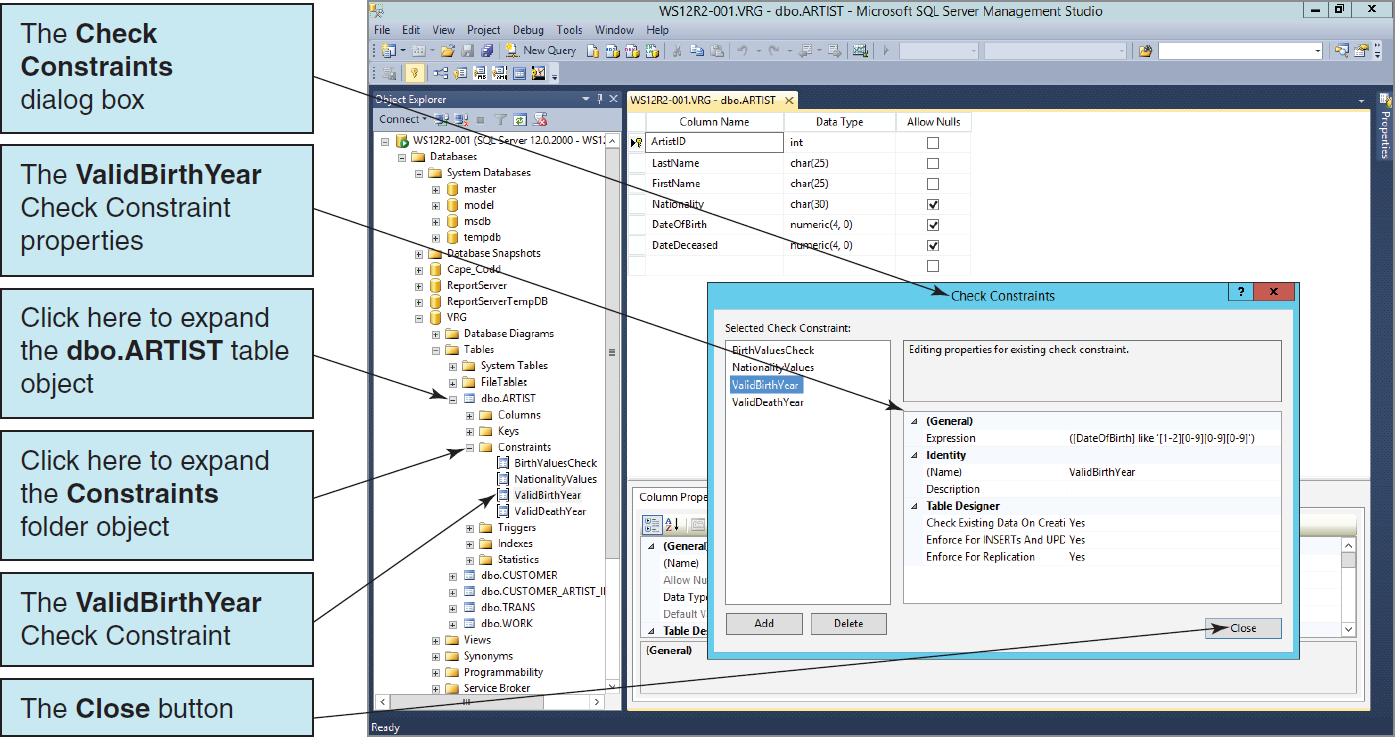 The Check
Constraints
dialog box
The ValidBirthYear
Check Constraint
properties
Click here to expand
the dbo.ARTIST table
object
Click here to expand
the Constraints
folder object
The ValidBirthYear
Check Constraint
The Close button
WS12R2-001.VRG - dbo.ARTIST - Microsoft SQL Server Management Studio
File Edit View Project Debug Tools Window Help
New Query
Object Explorer
Connect
WS12R2-001 (SQL Server 12.0.2000 - WS1
Databases
System Databases
master
model
msdb
tempdb
Database Snapshots
Cape_Codd
ReportServer
ReportServerTempDB
VRG
Database Diagrams
Tables
System Tables
FileTables
dbo.ARTIST
Columns
Keys
Constraints
BirthValuesCheck
NationalityValues
ValidBirthYear
ValidDeathYear
Triggers
Indexes
Statistics
dbo.CUSTOMER
dbo.CUSTOMER_ARTIST_I
dbo.TRANS
dbo.WORK
Views
Synonyms
Programmability
Service Broker
WS12R2-001.VRG - dbo.ARTIST
Column Name Data Type Allow Nulls
ArtistID int
LastName char(25)
FirstName char(25)
Nationality char(30)
DateOfBirth numeric(4, 0)
DateDeceased numeric(4, 0)
Properties
Check Constraints
?
Selected Check Constraint:
BirthValuesCheck
NationalityValues
ValidBirthYear
ValidDeathYear
Editing properties for existing check constraint.
(General)
Expression ([DateOfBirth] like '[1-2][0-9][0-9][0-9]')
Identity
(Name) ValidBirthYear
Description
Table Designer
Check Existing Data On Creati Yes
Enforce For INSERTs And UPD Yes
Enforce For Replication Yes
Add Delete
Close
Column Prope
(General)
(Name)
Allow Nu
Data Type
Default V
Table De
(General)
Ready